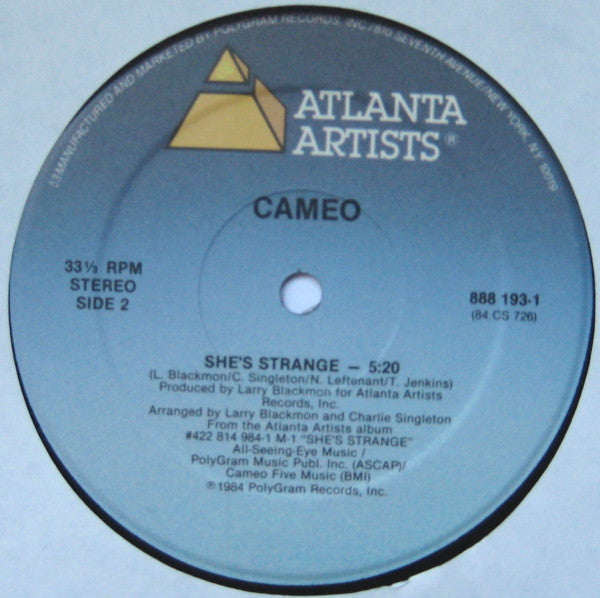 MANUFACTURED AND MARKETED BY POLYGRAM RECORDS, INC. 810 SEVENTH AVENUE/NEW YORK, NY 10019
ATLANTA
ARTISTS®
CAMEO
33⅓ RPM
STEREO
SIDE 2
888 193-1
(84 CS 726)
SHE'S STRANGE — 5:20
(L. Blackmon/C. Singleton/N. Leftenant/T. Jenkins)
Produced by Larry Blackmon for Atlanta Artists
Records, Inc.
Arranged by Larry Blackmon and Charlie Singleton
From the Atlanta Artists album
#422 814 984-1 M-1 "SHE'S STRANGE"
All-Seeing-Eye Music /
PolyGram Music Publ. Inc. (ASCAP)/
Cameo Five Music (BMI)
℗1984 PolyGram Records, Inc.